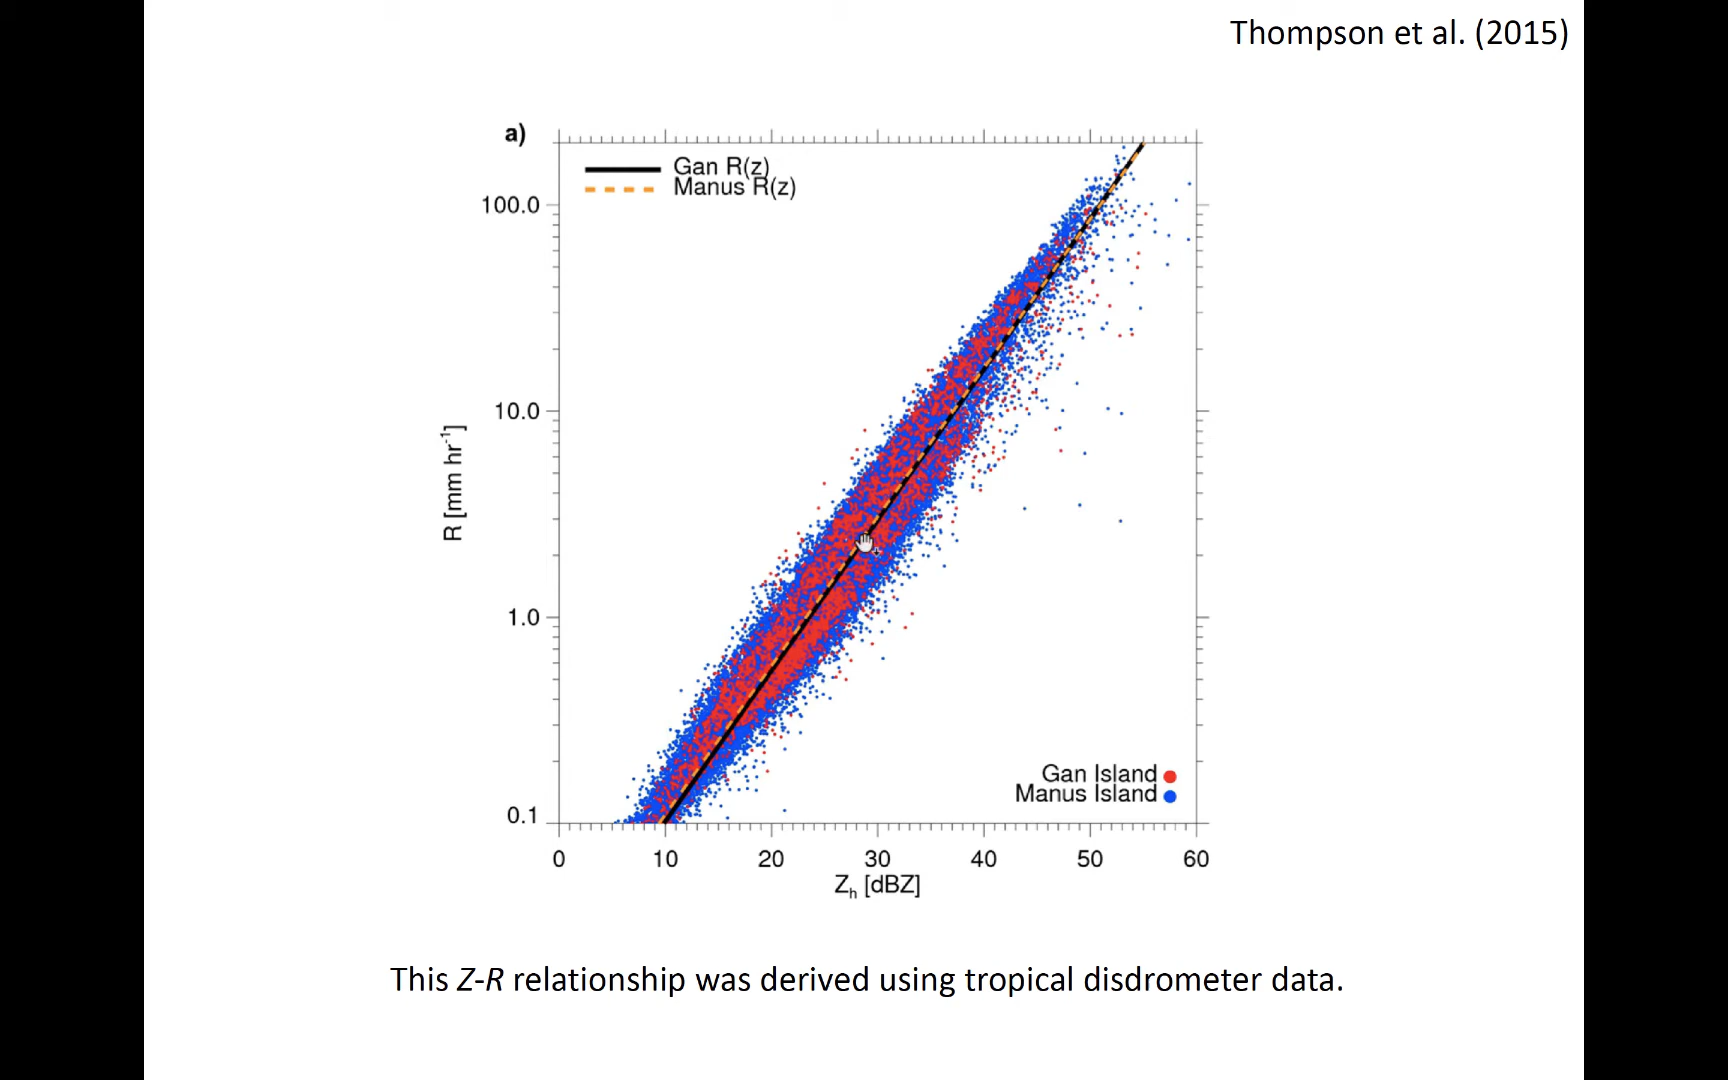 Thompson et al. (2015)
a)
Gan R(z)
Manus R(z)
100.0
10.0
1.0
0.1
R [mm hr-1]
Gan Island
Manus Island
0 10 20 30 40 50 60
Zh [dBZ]
This Z-R relationship was derived using tropical disdrometer data.